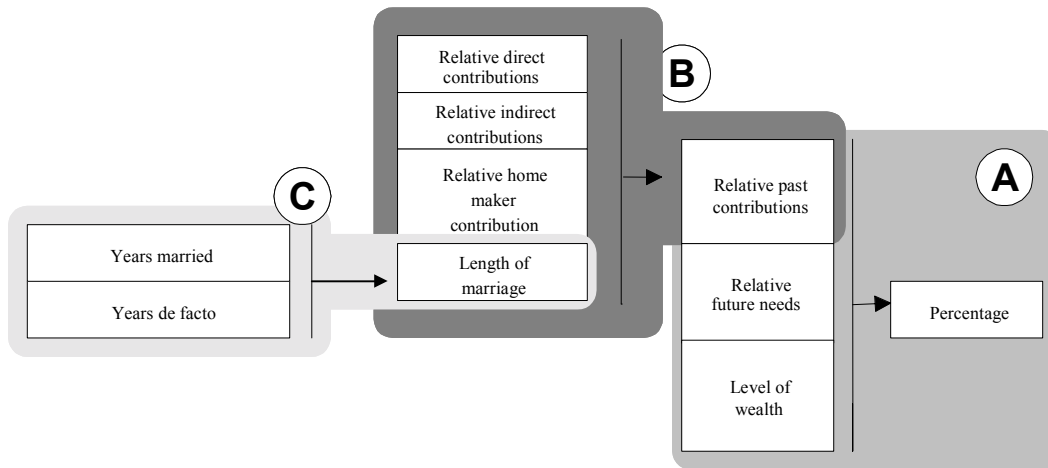 Relative direct
contributions
B
Relative indirect
contributions
Relative home
maker
contribution
C
Years married
Years de facto
Length of
marriage
A
Relative past
contributions
Relative
future needs
Level of
wealth
Percentage